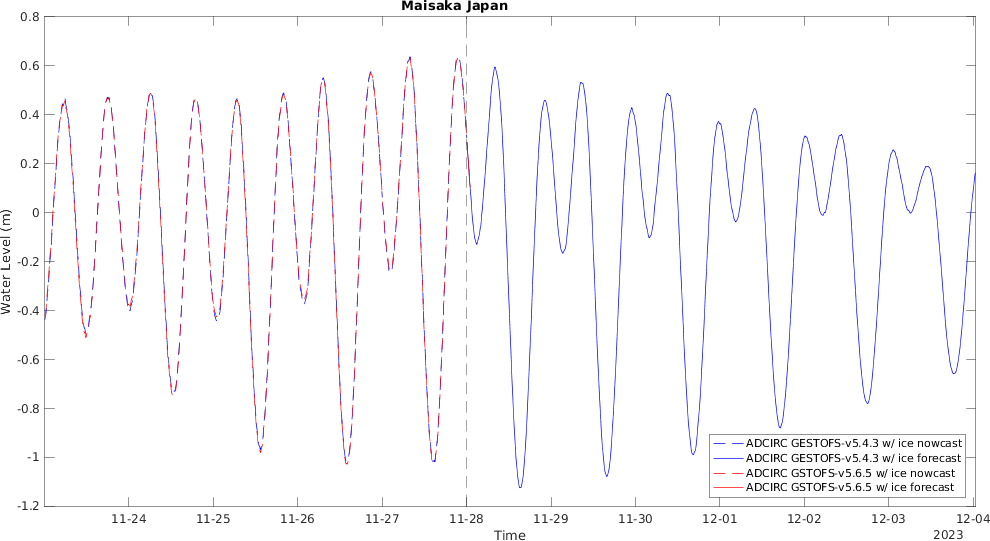 Maisaka Japan
0.8
0.6
0.4
0.2
0
-0.2
-0.4
-0.6
-0.8
-1
-1.2
Water Level (m)
ADCIRC GESTOFS-v5.4.3 w/ ice nowcast
ADCIRC GESTOFS-v5.4.3 w/ ice forecast
ADCIRC GSTOFS-v5.6.5 w/ ice nowcast
ADCIRC GSTOFS-v5.6.5 w/ ice forecast
11-24 11-25 11-26 11-27 11-28 11-29 11-30 12-01 12-02 12-03 12-04
Time
2023